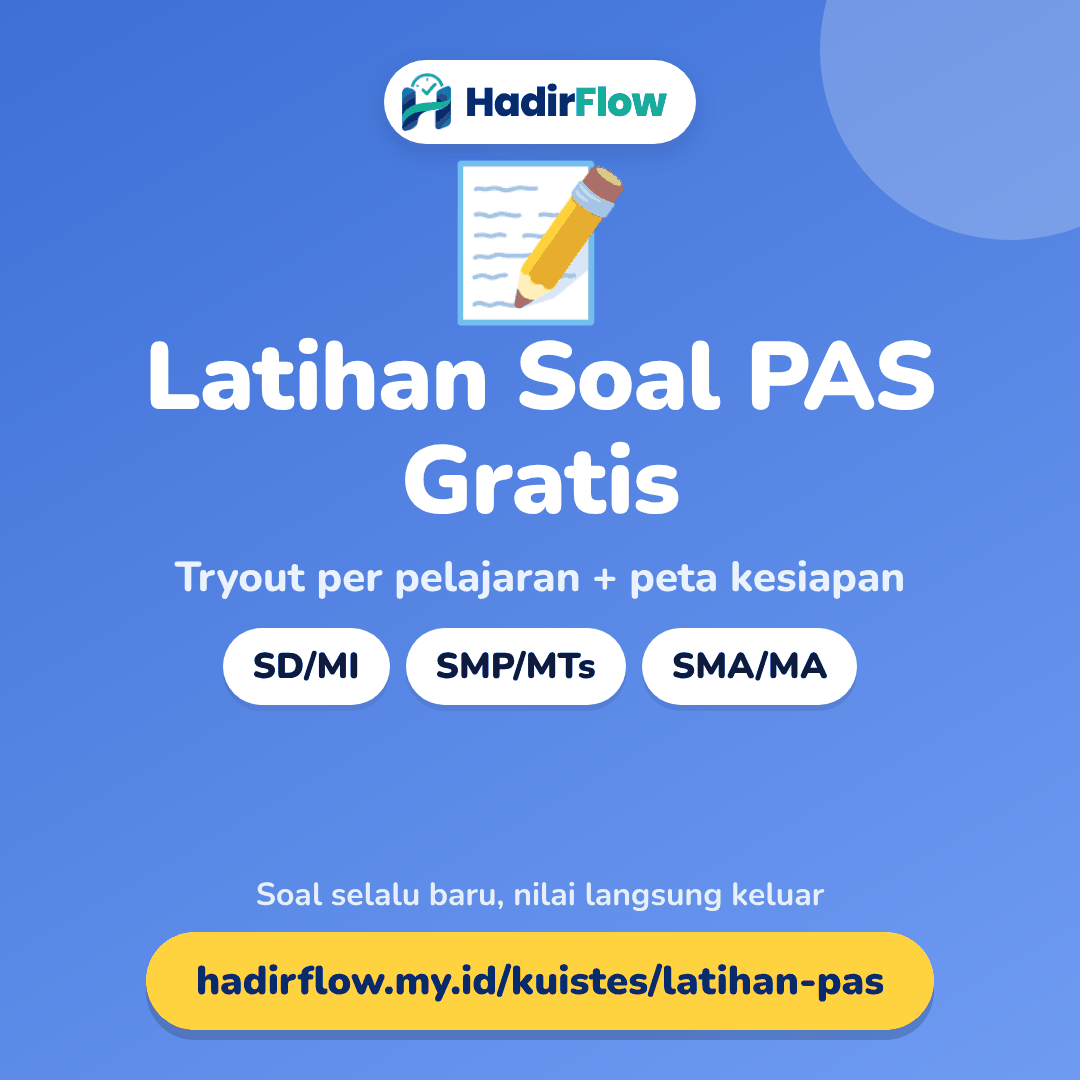 HadirFlow
Latihan Soal PAS
Gratis
Tryout per pelajaran + peta kesiapan
SD/MI
SMP/MTs
SMA/MA
Soal selalu baru, nilai langsung keluar
hadirflow.my.id/kuistes/latihan-pas